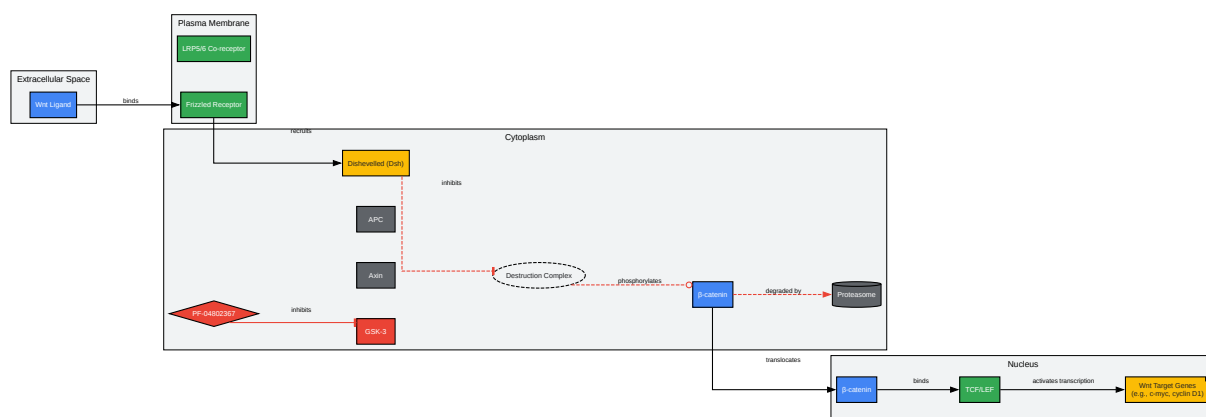 Plasma Membrane
LRP5/6 Co-receptor
Extracellular Space
Wnt Ligand
binds
Frizzled Receptor
recruits
Cytoplasm
Dishevelled (Dsh)
inhibits
APC
Axin
Destruction Complex
phosphorylates
β-catenin
degraded by
Proteasome
PF-04802367
inhibits
GSK-3
translocates
Nucleus
β-catenin
binds
TCF/LEF
activates transcription
Wnt Target Genes
(e.g., c-myc, cyclin D1)